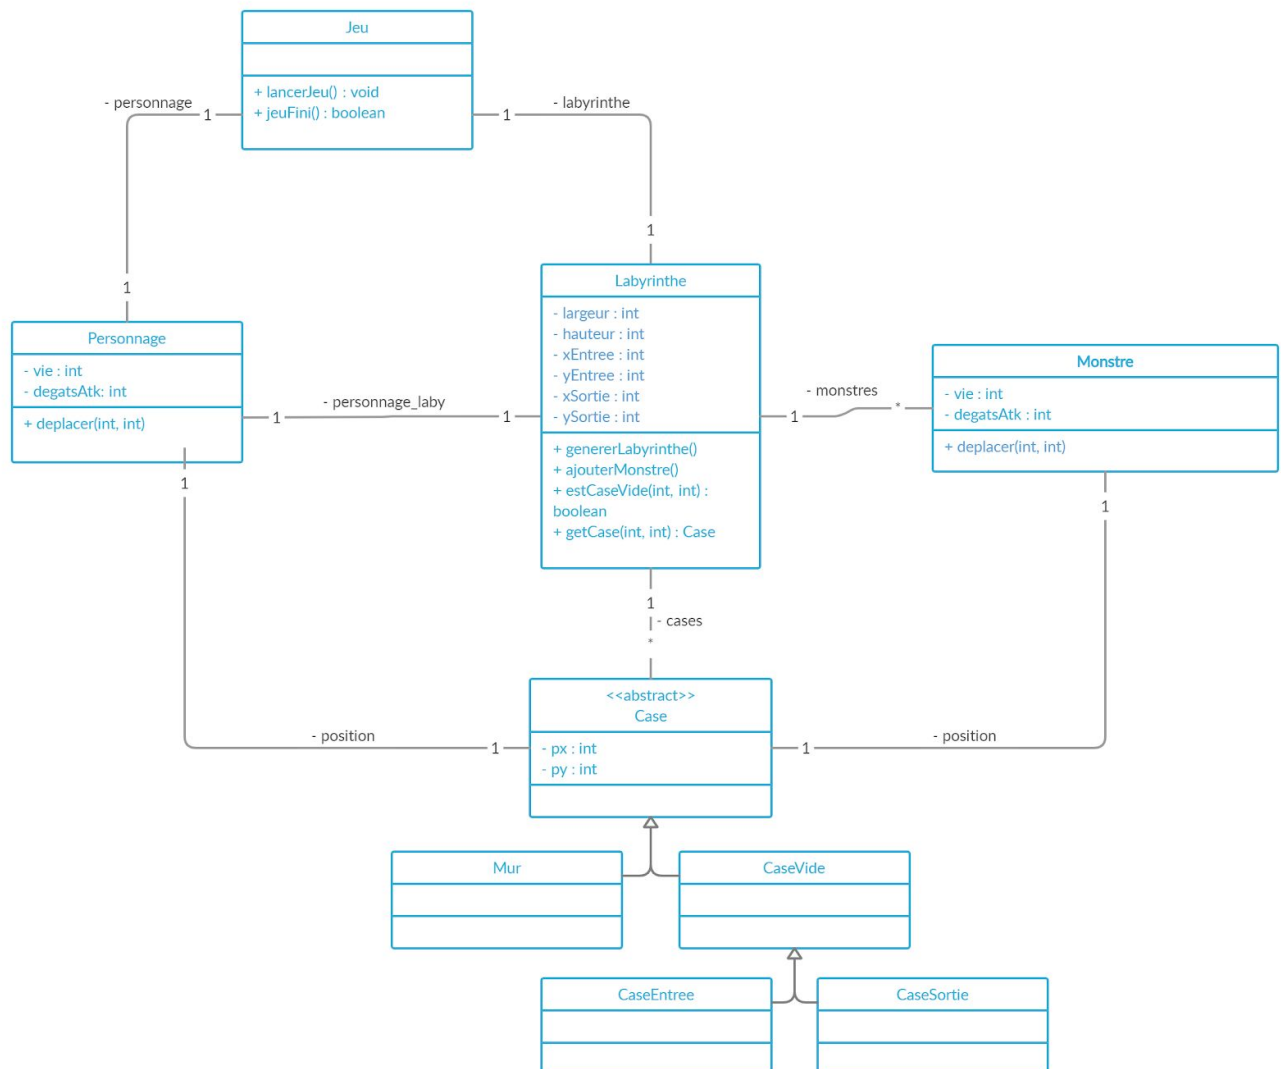 Jeu
+ lancerJeu() : void
+ jeuFini() : boolean
- personnage
1
1
- labyrinthe
1
1
Personnage
- vie : int
- degatsAtk: int
+ deplacer(int, int)
1
- personnage_laby
1
Labyrinthe
- largeur : int
- hauteur : int
- xEntree : int
- yEntree : int
- xSortie : int
- ySortie : int
+ genererLabyrinthe()
+ ajouterMonstre()
+ estCaseVide(int, int) :
boolean
+ getCase(int, int) : Case
1
- monstres
*
Monstre
- vie : int
- degatsAtk : int
+ deplacer(int, int)
1
- position
1
1
- cases
*
1
- position
1
<<abstract>>
Case
- px : int
- py : int
Mur
CaseVide
CaseEntree
CaseSortie